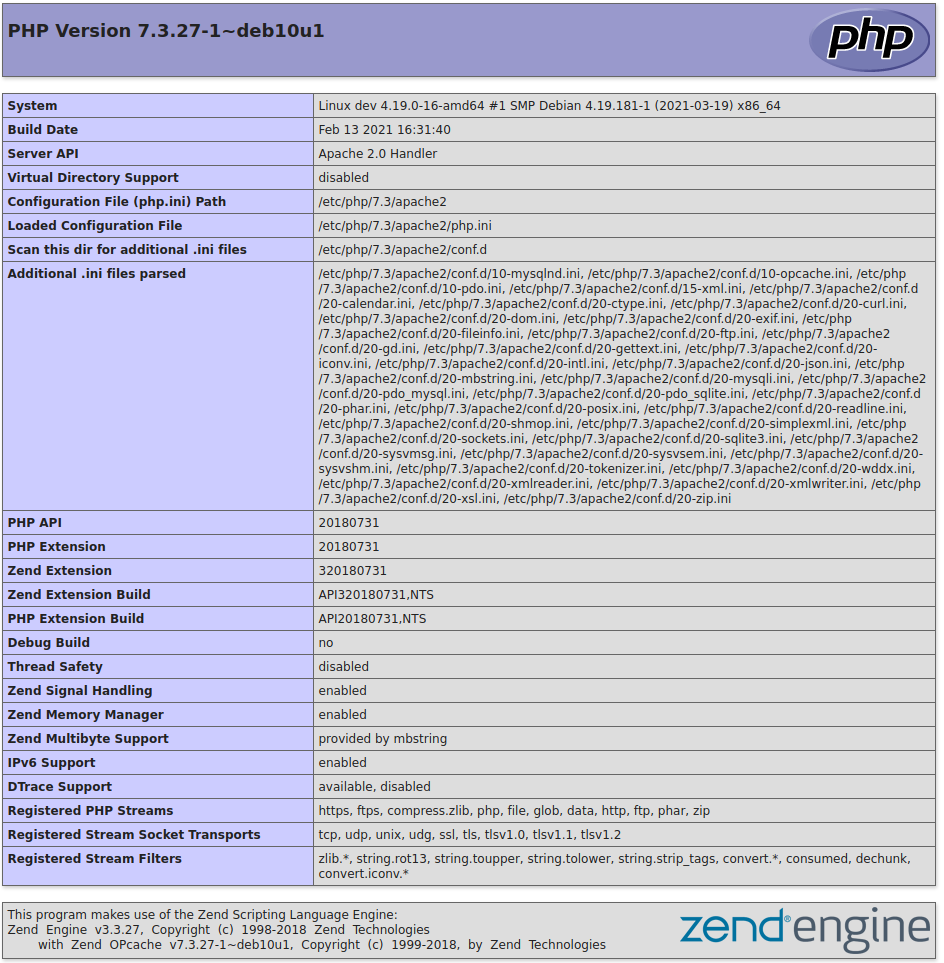 PHP Version 7.3.27-1~deb10u1
php
System Linux dev 4.19.0-16-amd64 #1 SMP Debian 4.19.181-1 (2021-03-19) x86_64
Build Date Feb 13 2021 16:31:40
Server API Apache 2.0 Handler
Virtual Directory Support disabled
Configuration File (php.ini) Path /etc/php/7.3/apache2
Loaded Configuration File /etc/php/7.3/apache2/php.ini
Scan this dir for additional .ini files /etc/php/7.3/apache2/conf.d
Additional .ini files parsed /etc/php/7.3/apache2/conf.d/10-mysqlnd.ini, /etc/php/7.3/apache2/conf.d/10-opcache.ini, /etc/php
/7.3/apache2/conf.d/10-pdo.ini, /etc/php/7.3/apache2/conf.d/15-xml.ini, /etc/php/7.3/apache2/conf.d
/20-calendar.ini, /etc/php/7.3/apache2/conf.d/20-ctype.ini, /etc/php/7.3/apache2/conf.d/20-curl.ini,
/etc/php/7.3/apache2/conf.d/20-dom.ini, /etc/php/7.3/apache2/conf.d/20-exif.ini, /etc/php
/7.3/apache2/conf.d/20-fileinfo.ini, /etc/php/7.3/apache2/conf.d/20-ftp.ini, /etc/php/7.3/apache2
/conf.d/20-gd.ini, /etc/php/7.3/apache2/conf.d/20-gettext.ini, /etc/php/7.3/apache2/conf.d/20-
iconv.ini, /etc/php/7.3/apache2/conf.d/20-intl.ini, /etc/php/7.3/apache2/conf.d/20-json.ini, /etc/php
/7.3/apache2/conf.d/20-mbstring.ini, /etc/php/7.3/apache2/conf.d/20-mysqli.ini, /etc/php/7.3/apache2
/conf.d/20-pdo_mysql.ini, /etc/php/7.3/apache2/conf.d/20-pdo_sqlite.ini, /etc/php/7.3/apache2/conf.d
/20-phar.ini, /etc/php/7.3/apache2/conf.d/20-posix.ini, /etc/php/7.3/apache2/conf.d/20-readline.ini,
/etc/php/7.3/apache2/conf.d/20-shmop.ini, /etc/php/7.3/apache2/conf.d/20-simplexml.ini, /etc/php
/7.3/apache2/conf.d/20-sockets.ini, /etc/php/7.3/apache2/conf.d/20-sqlite3.ini, /etc/php/7.3/apache2
/conf.d/20-sysvmsg.ini, /etc/php/7.3/apache2/conf.d/20-sysvsem.ini, /etc/php/7.3/apache2/conf.d/20-
sysvshm.ini, /etc/php/7.3/apache2/conf.d/20-tokenizer.ini, /etc/php/7.3/apache2/conf.d/20-wddx.ini,
/etc/php/7.3/apache2/conf.d/20-xmlreader.ini, /etc/php/7.3/apache2/conf.d/20-xmlwriter.ini, /etc/php
/7.3/apache2/conf.d/20-xsl.ini, /etc/php/7.3/apache2/conf.d/20-zip.ini
PHP API 20180731
PHP Extension 20180731
Zend Extension 320180731
Zend Extension Build API320180731,NTS
PHP Extension Build API20180731,NTS
Debug Build no
Thread Safety disabled
Zend Signal Handling enabled
Zend Memory Manager enabled
Zend Multibyte Support provided by mbstring
IPv6 Support enabled
DTrace Support available, disabled
Registered PHP Streams https, ftps, compress.zlib, php, file, glob, data, http, ftp, phar, zip
Registered Stream Socket Transports tcp, udp, unix, udg, ssl, tls, tlsv1.0, tlsv1.1, tlsv1.2
Registered Stream Filters zlib.*, string.rot13, string.toupper, string.tolower, string.strip_tags, convert.*, consumed, dechunk,
convert.iconv.*
This program makes use of the Zend Scripting Language Engine:
Zend Engine v3.3.27, Copyright (c) 1998-2018 Zend Technologies
with Zend OPcache v7.3.27-1~deb10u1, Copyright (c) 1999-2018, by Zend Technologies
zend® engine